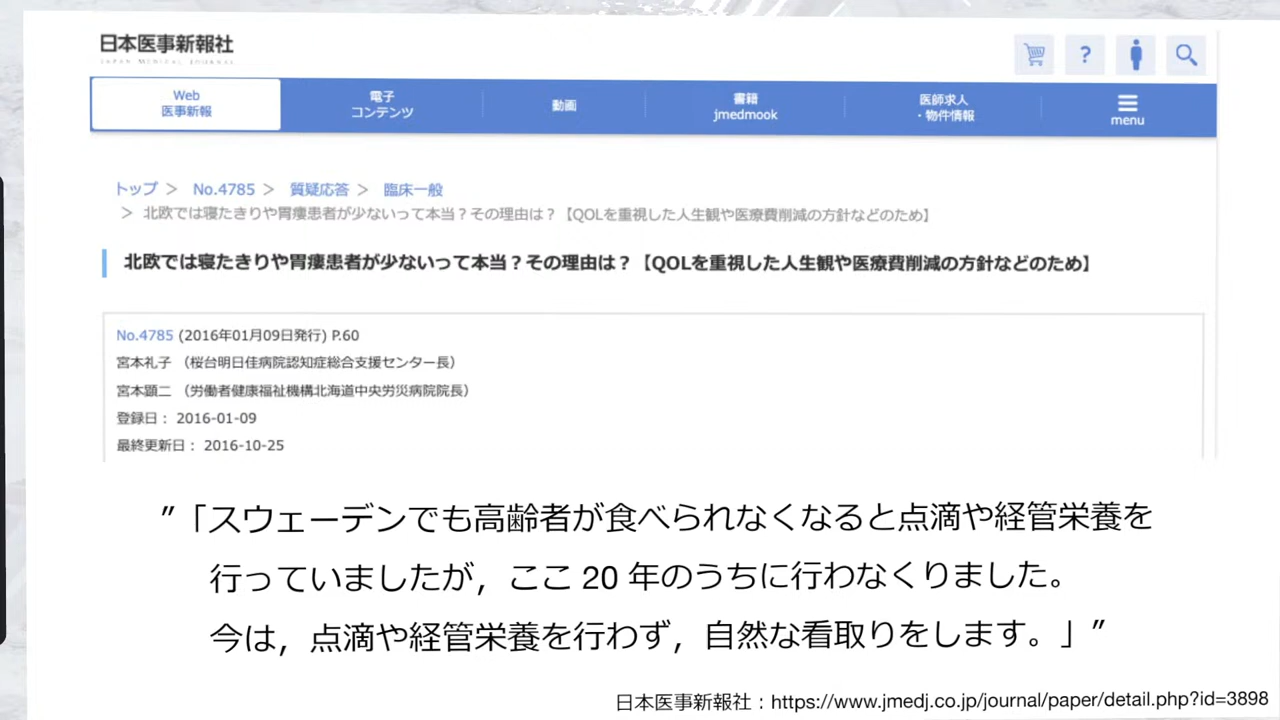 日本医事新報社
JAPAN MEDICAL JOURNAL
?
Web
医事新報
電子
コンテンツ
動画
書籍
jmedmook
医師求人
・物件情報
menu
トップ > No.4785 > 質疑応答 > 臨床一般
> 北欧では寝たきりや胃瘻患者が少ないって本当？その理由は？【QOLを重視した人生観や医療費削減の方針などのため】
北欧では寝たきりや胃瘻患者が少ないって本当？その理由は？【QOLを重視した人生観や医療費削減の方針などのため】
No.4785 (2016年01月09日発行) P.60
宮本礼子 （桜台明日佳病院認知症総合支援センター長）
宮本顕二 （労働者健康福祉機構北海道中央労災病院院長）
登録日： 2016-01-09
最終更新日： 2016-10-25
”「スウェーデンでも高齢者が食べられなくなると点滴や経管栄養を
行っていましたが，ここ 20 年のうちに行わなくりました。
今は，点滴や経管栄養を行わず，自然な看取りをします。」”
日本医事新報社：https://www.jmedj.co.jp/journal/paper/detail.php?id=3898